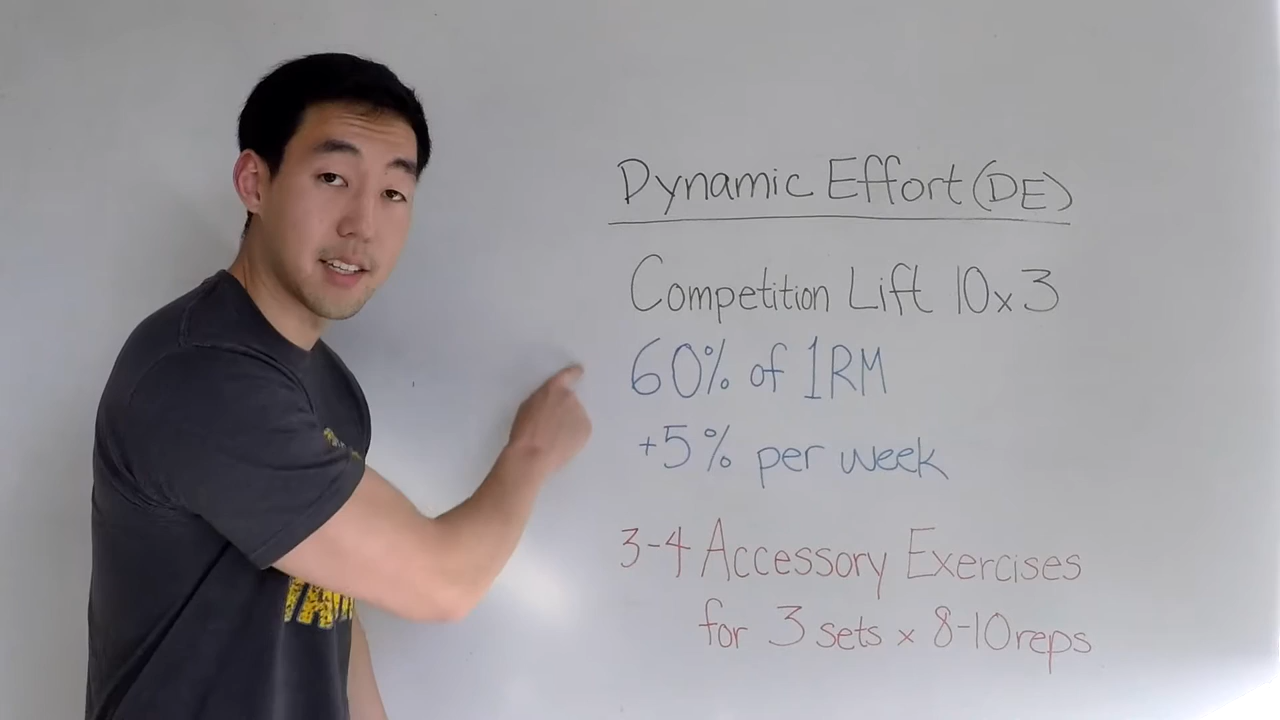 Dynamic Effort (DE)
Competition Lift 10x3
60% of 1RM
+5% per week
3-4 Accessory Exercises
for 3 sets x 8-10 reps